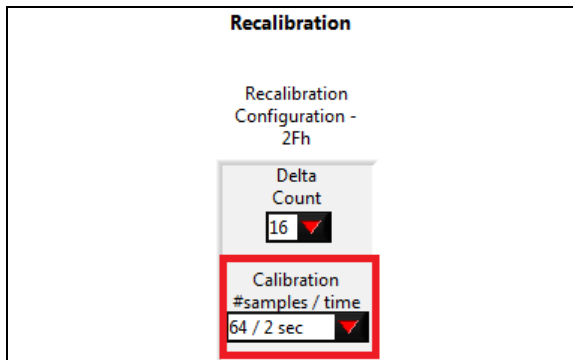 Recalibration
Recalibration
Configuration -
2Fh
Delta
Count
16
Calibration
#samples / time
64 / 2 sec